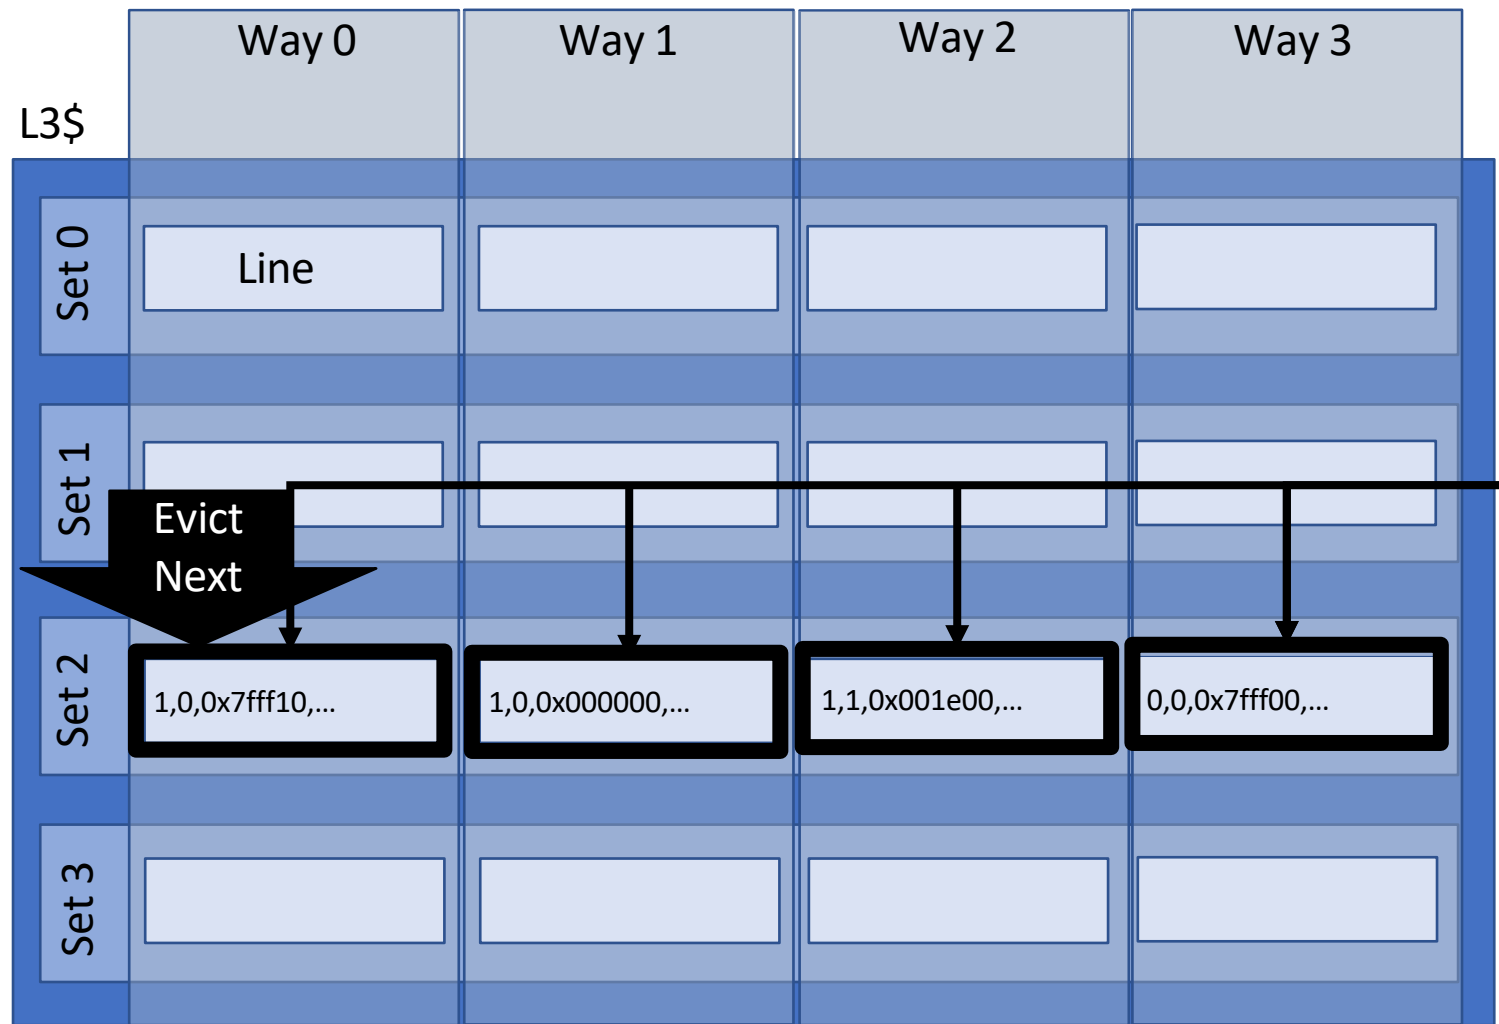 Way 0
Way 1
Way 2
Way 3
L3$
Set 0
Line
Set 1
Evict
Next
Set 2
1,0,0x7fff10,...
1,0,0x000000,...
1,1,0x001e00,...
0,0,0x7fff00,...
Set 3